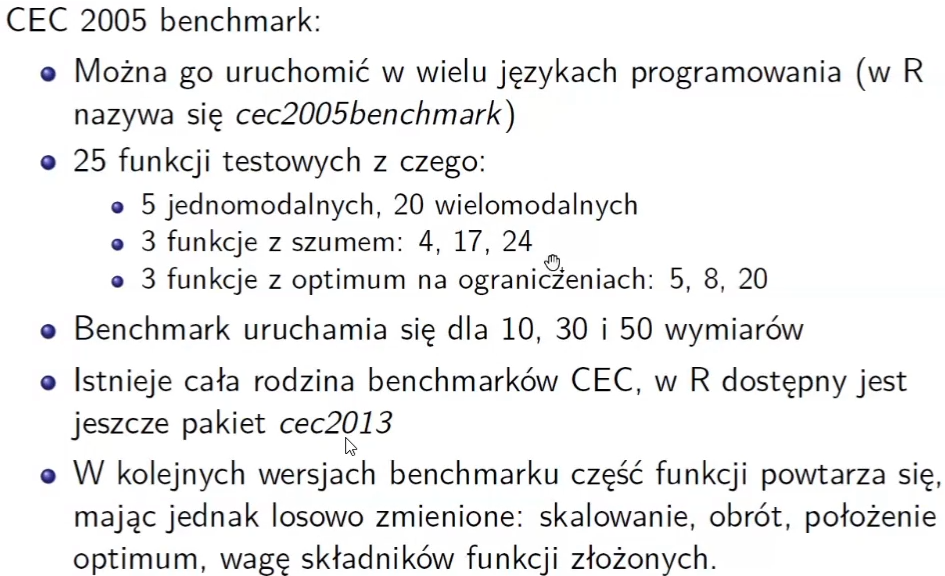 CEC 2005 benchmark:
Można go uruchomić w wielu językach programowania (w R
nazywa się cec2005benchmark)
25 funkcji testowych z czego:
5 jednomodalnych, 20 wielomodalnych
3 funkcje z szumem: 4, 17, 24
3 funkcje z optimum na ograniczeniach: 5, 8, 20
Benchmark uruchamia się dla 10, 30 i 50 wymiarów
Istnieje cała rodzina benchmarków CEC, w R dostępny jest
jeszcze pakiet cec2013
W kolejnych wersjach benchmarku część funkcji powtarza się,
mając jednak losowo zmienione: skalowanie, obrót, położenie
optimum, wagę składników funkcji złożonych.